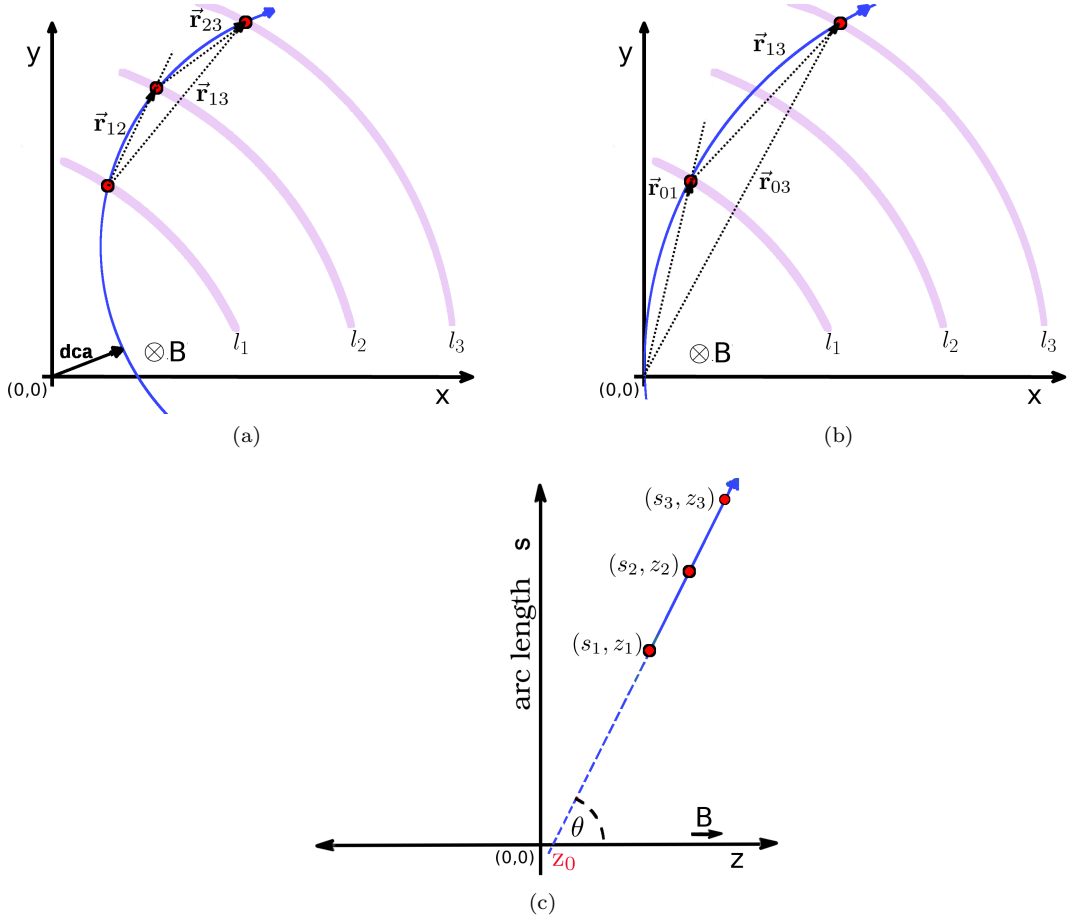 y
r⃗₂₃
r⃗₁₃
r⃗₁₂
dca
⊗ B
l₁
l₂
l₃
(0,0)
x
(a)
y
r⃗₁₃
r⃗₀₁
r⃗₀₃
⊗ B
l₁
l₂
l₃
(0,0)
x
(b)
arc length s
(s₃, z₃)
(s₂, z₂)
(s₁, z₁)
θ
B
(0,0)
z₀
z
(c)